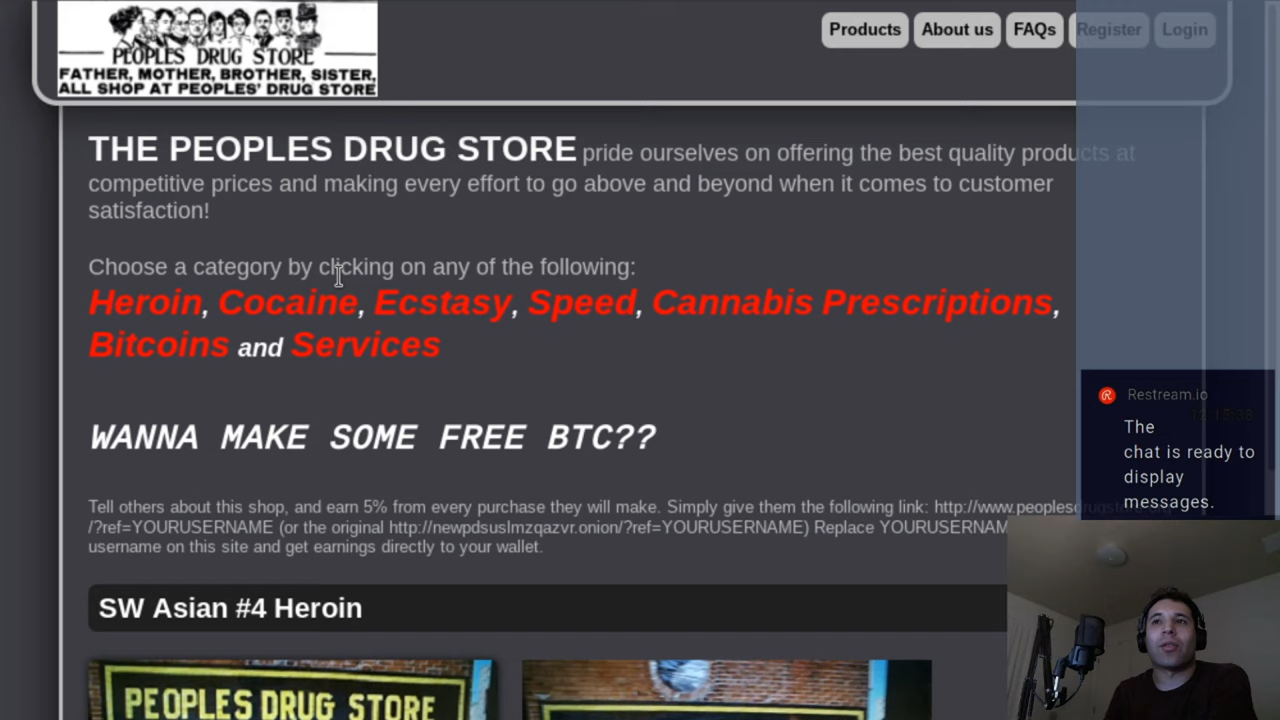 PEOPLES DRUG STORE
FATHER, MOTHER, BROTHER, SISTER,
ALL SHOP AT PEOPLES' DRUG STORE
Products About us FAQs Register Login
THE PEOPLES DRUG STORE pride ourselves on offering the best quality products at
competitive prices and making every effort to go above and beyond when it comes to customer
satisfaction!
Choose a category by clicking on any of the following:
Heroin, Cocaine, Ecstasy, Speed, Cannabis Prescriptions,
Bitcoins and Services
WANNA MAKE SOME FREE BTC??
Tell others about this shop, and earn 5% from every purchase they will make. Simply give them the following link:
/?ref=YOURUSERNAME (or the original http://newpdsuslmzqazvr.onion/?ref=YOURUSERNAME) Replace
username on this site and get earnings directly to your wallet.
SW Asian #4 Heroin
PEOPLES DRUG STORE
Restream.io
The
chat is ready to
display
messages.